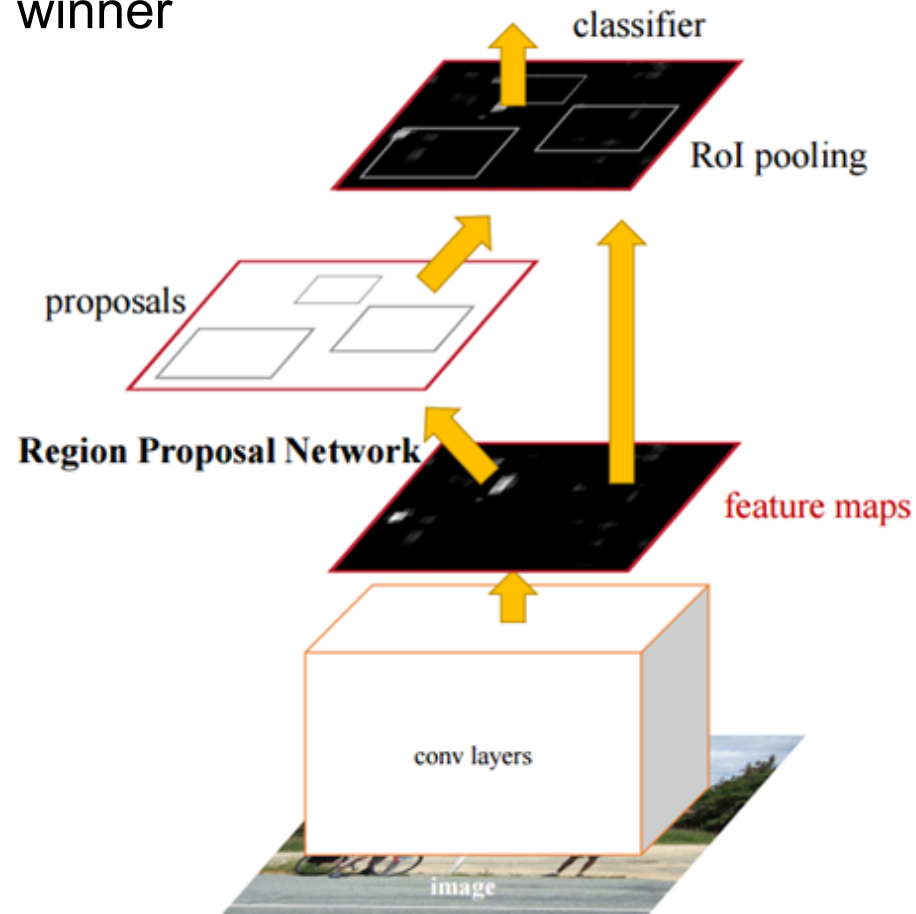 winner
classifier
RoI pooling
proposals
Region Proposal Network
feature maps
conv layers
image